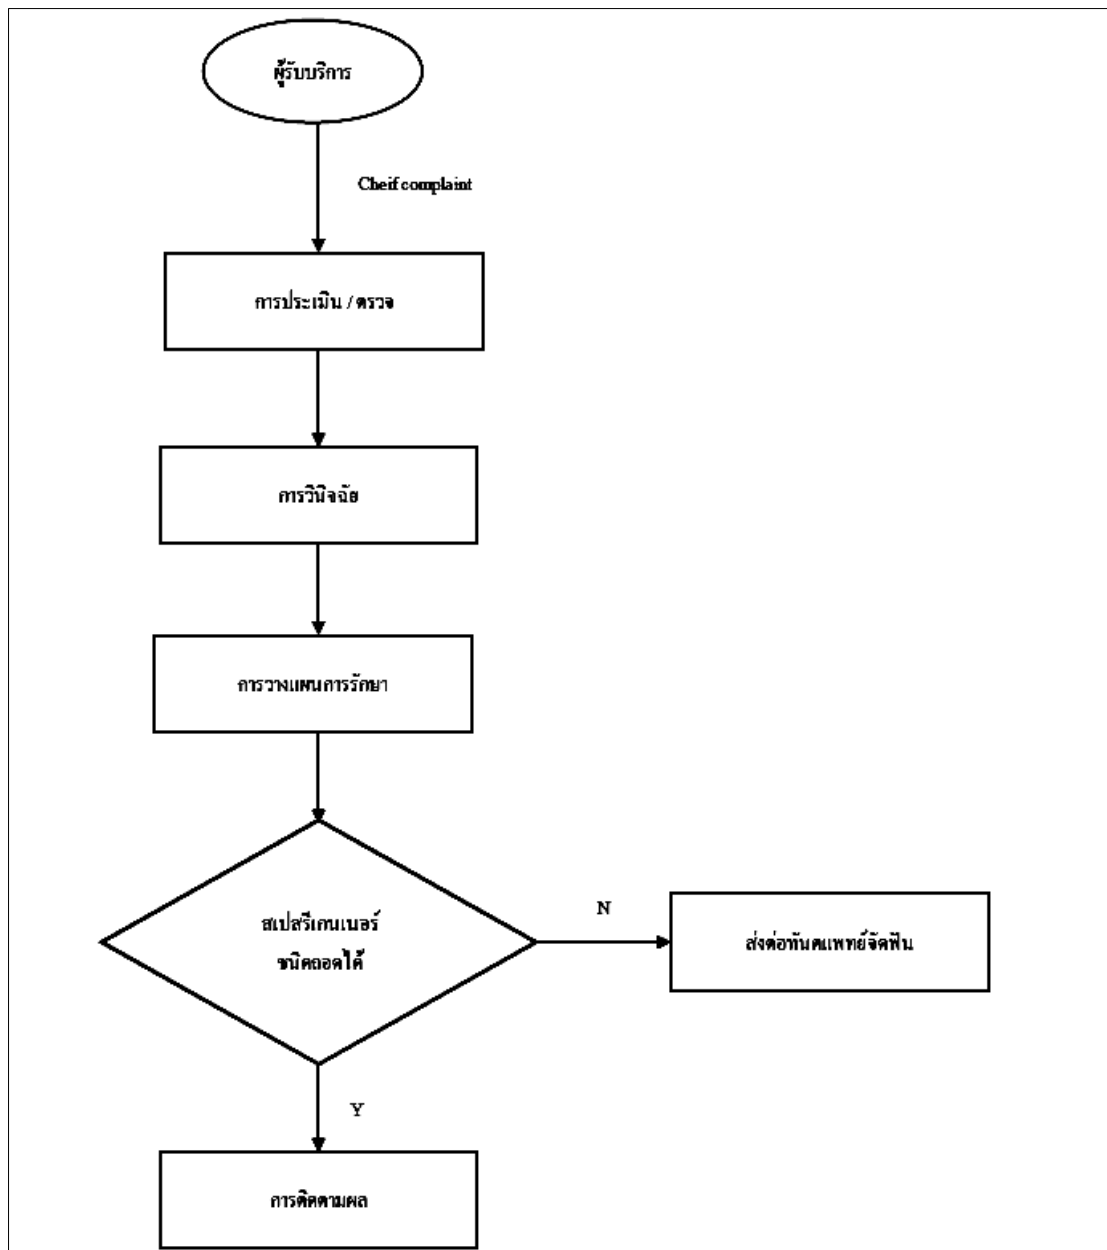 ผู้รับบริการ
Cheif complaint
การประเมิน / ตรวจ
การวินิจฉัย
การวางแผนการรักษา
สเปสรีเทนเนอร์
ชนิดถอดได้
N
ส่งต่อทันตแพทย์จัดฟัน
Y
การติดตามผล